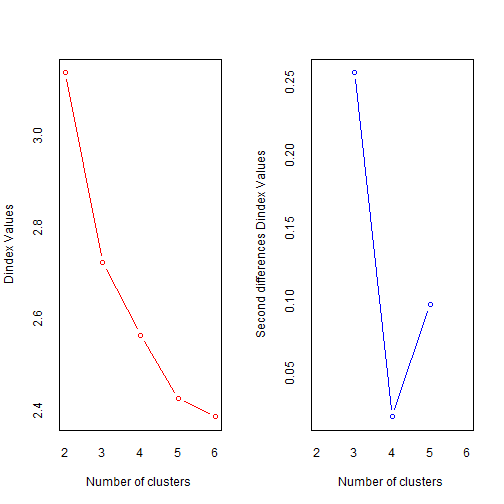 Dindex Values
3.0
2.8
2.6
2.4
2 3 4 5 6
Number of clusters
Second differences Dindex Values
0.25
0.20
0.15
0.10
0.05
2 3 4 5 6
Number of clusters